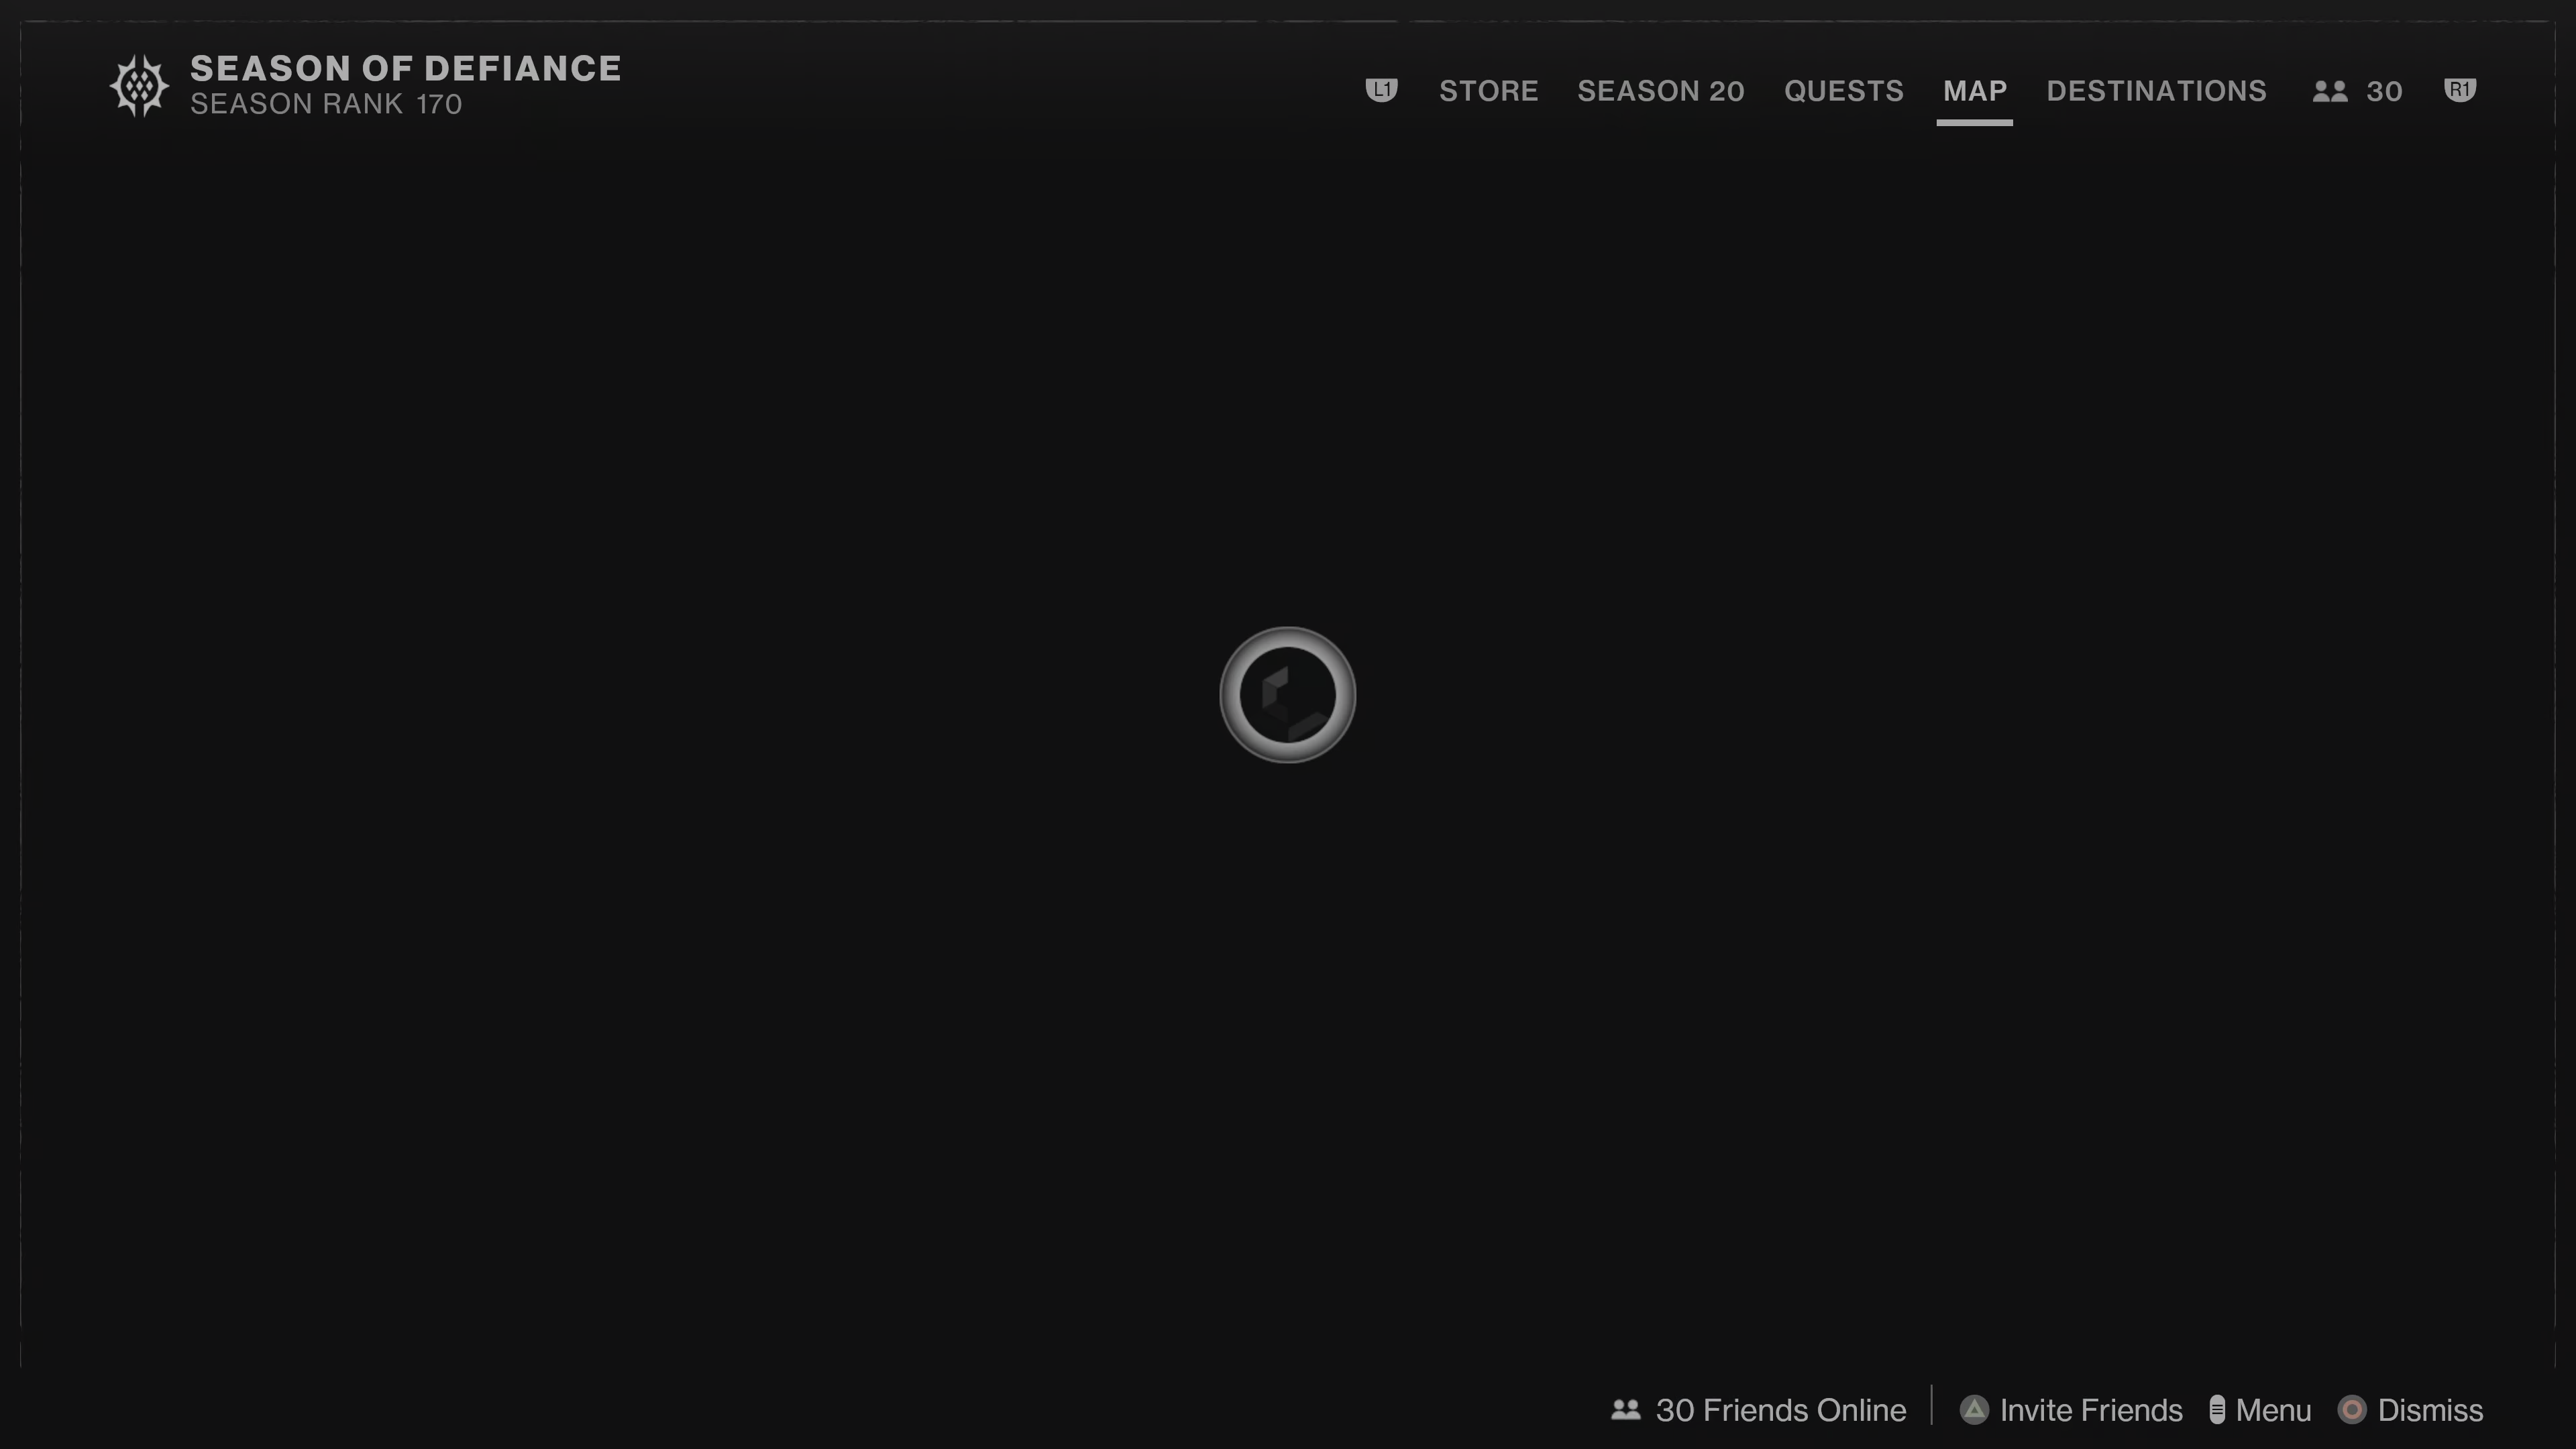 SEASON OF DEFIANCE
SEASON RANK 170
L1 STORE SEASON 20 QUESTS MAP DESTINATIONS 30 R1
30 Friends Online Invite Friends Menu Dismiss